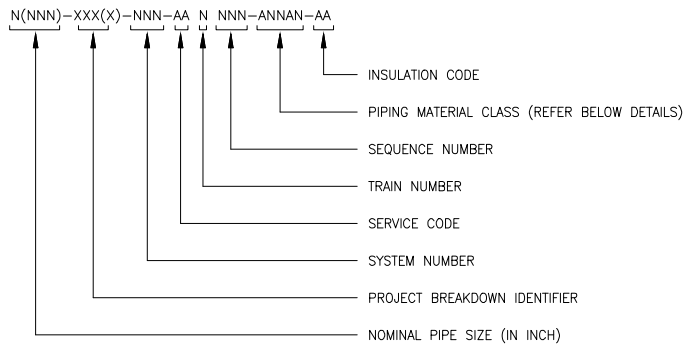 N(NNN)-XXX(X)-NNN-AA N NNN-ANNAN-AA
INSULATION CODE
PIPING MATERIAL CLASS (REFER BELOW DETAILS)
SEQUENCE NUMBER
TRAIN NUMBER
SERVICE CODE
SYSTEM NUMBER
PROJECT BREAKDOWN IDENTIFIER
NOMINAL PIPE SIZE (IN INCH)